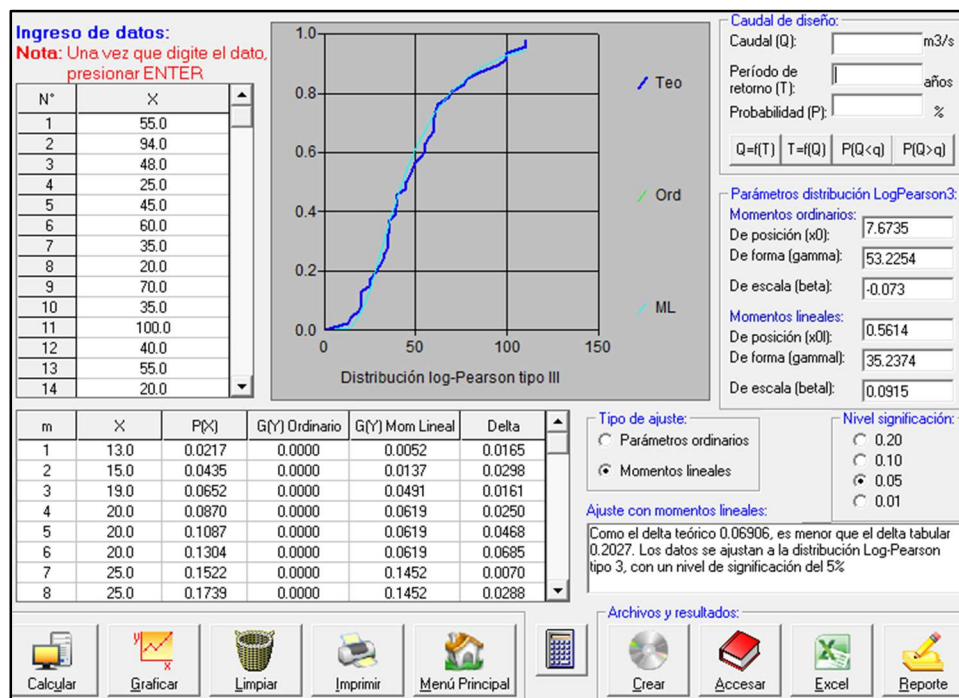 Ingreso de datos:
Nota: Una vez que digite el dato,
presionar ENTER
N° X
1 55.0
2 94.0
3 48.0
4 25.0
5 45.0
6 60.0
7 35.0
8 20.0
9 70.0
10 35.0
11 100.0
12 40.0
13 55.0
14 20.0
1.0
0.8
0.6
0.4
0.2
0.0
0 50 100 150
Distribución log-Pearson tipo III
Teo
Ord
ML
Caudal de diseño:
Caudal (Q): m3/s
Período de
retorno (T): años
Probabilidad (P): %
Q=f(T) T=f(Q) P(Q<q) P(Q>q)
Parámetros distribución LogPearson3:
Momentos ordinarios:
De posición (x0): 7.6735
De forma (gamma): 53.2254
De escala (beta): -0.073
Momentos lineales:
De posición (x0l): 0.5614
De forma (gammal): 35.2374
De escala (betal): 0.0915
m X P(X) G(Y) Ordinario G(Y) Mom Lineal Delta
1 13.0 0.0217 0.0000 0.0052 0.0165
2 15.0 0.0435 0.0000 0.0137 0.0298
3 19.0 0.0652 0.0000 0.0491 0.0161
4 20.0 0.0870 0.0000 0.0619 0.0250
5 20.0 0.1087 0.0000 0.0619 0.0468
6 20.0 0.1304 0.0000 0.0619 0.0685
7 25.0 0.1522 0.0000 0.1452 0.0070
8 25.0 0.1739 0.0000 0.1452 0.0288
Tipo de ajuste:
Parámetros ordinarios
Momentos lineales
Nivel significación:
0.20
0.10
0.05
0.01
Ajuste con momentos lineales:
Como el delta teórico 0.06906, es menor que el delta tabular
0.2027. Los datos se ajustan a la distribución Log-Pearson
tipo 3, con un nivel de significación del 5%
Calcular Graficar Limpiar Imprimir Menú Principal
Archivos y resultados:
Crear Accesar Excel Reporte